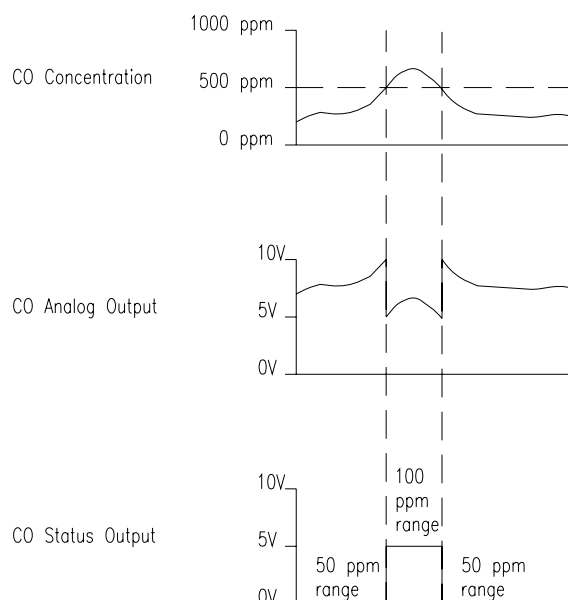 1000 ppm
CO Concentration
500 ppm
0 ppm
10V
CO Analog Output
5V
0V
10V
100
ppm
range
CO Status Output
5V
50 ppm
range
50 ppm
range
0V